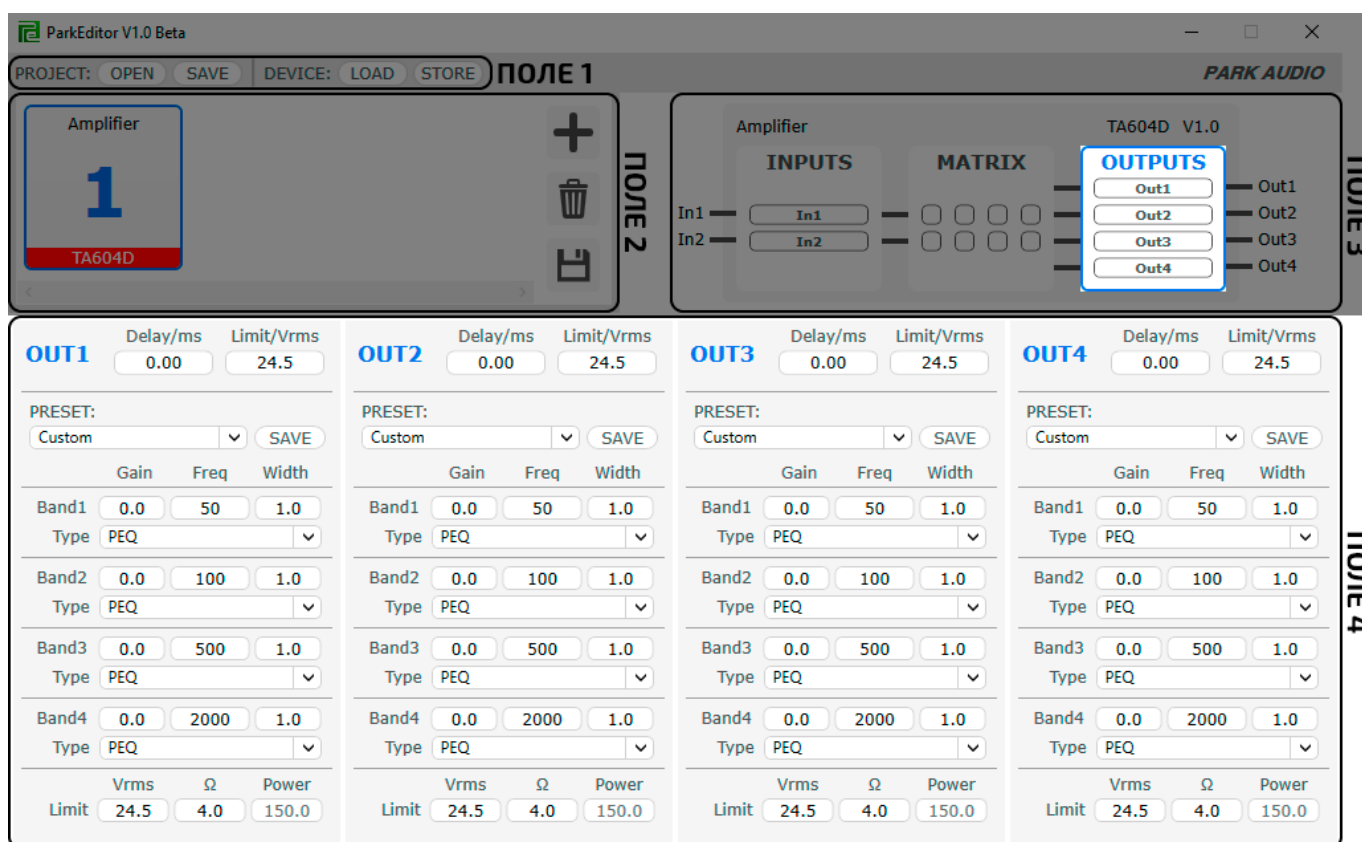 ParkEditor V1.0 Beta
PROJECT: OPEN SAVE DEVICE: LOAD STORE ПОЛЕ 1
PARK AUDIO
Amplifier
1
TA604D
ПОЛЕ 2
Amplifier TA604D V1.0
INPUTS MATRIX OUTPUTS
Out1 Out1
In1 In1 Out2 Out2
In2 In2 Out3 Out3
Out4 Out4
ПОЛЕ 3
Delay/ms Limit/Vrms Delay/ms Limit/Vrms Delay/ms Limit/Vrms Delay/ms Limit/Vrms
OUT1 0.00 24.5 OUT2 0.00 24.5 OUT3 0.00 24.5 OUT4 0.00 24.5
PRESET: PRESET: PRESET: PRESET:
Custom SAVE Custom SAVE Custom SAVE Custom SAVE
Gain Freq Width Gain Freq Width Gain Freq Width Gain Freq Width
Band1 0.0 50 1.0 Band1 0.0 50 1.0 Band1 0.0 50 1.0 Band1 0.0 50 1.0
Type PEQ Type PEQ Type PEQ Type PEQ
Band2 0.0 100 1.0 Band2 0.0 100 1.0 Band2 0.0 100 1.0 Band2 0.0 100 1.0
Type PEQ Type PEQ Type PEQ Type PEQ
Band3 0.0 500 1.0 Band3 0.0 500 1.0 Band3 0.0 500 1.0 Band3 0.0 500 1.0
Type PEQ Type PEQ Type PEQ Type PEQ
Band4 0.0 2000 1.0 Band4 0.0 2000 1.0 Band4 0.0 2000 1.0 Band4 0.0 2000 1.0
Type PEQ Type PEQ Type PEQ Type PEQ
Vrms Ω Power Vrms Ω Power Vrms Ω Power Vrms Ω Power
Limit 24.5 4.0 150.0 Limit 24.5 4.0 150.0 Limit 24.5 4.0 150.0 Limit 24.5 4.0 150.0
ПОЛЕ 4